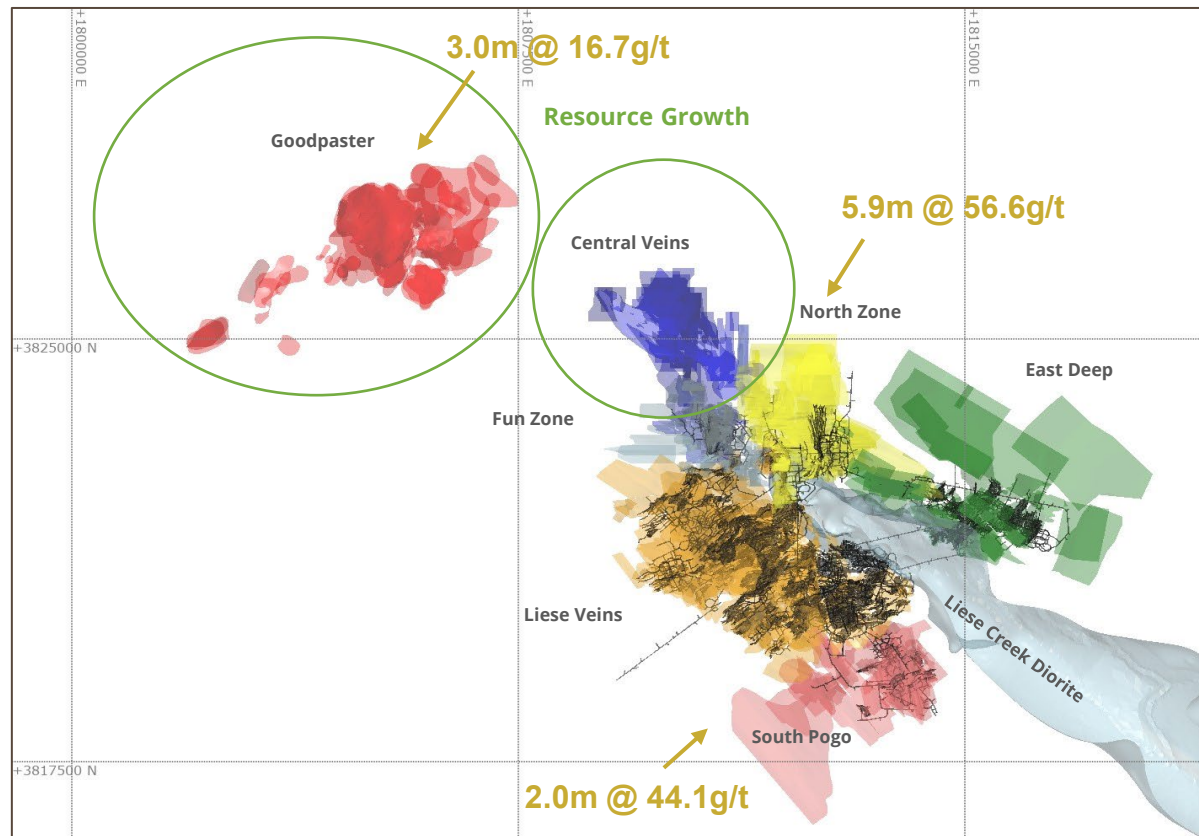 +1800000 E
+1807500 E
+1815000 E
3.0m @ 16.7g/t
Resource Growth
Goodpaster
5.9m @ 56.6g/t
Central Veins
North Zone
+3825000 N
East Deep
Fun Zone
Liese Veins
Liese Creek Diorite
South Pogo
+3817500 N
2.0m @ 44.1g/t